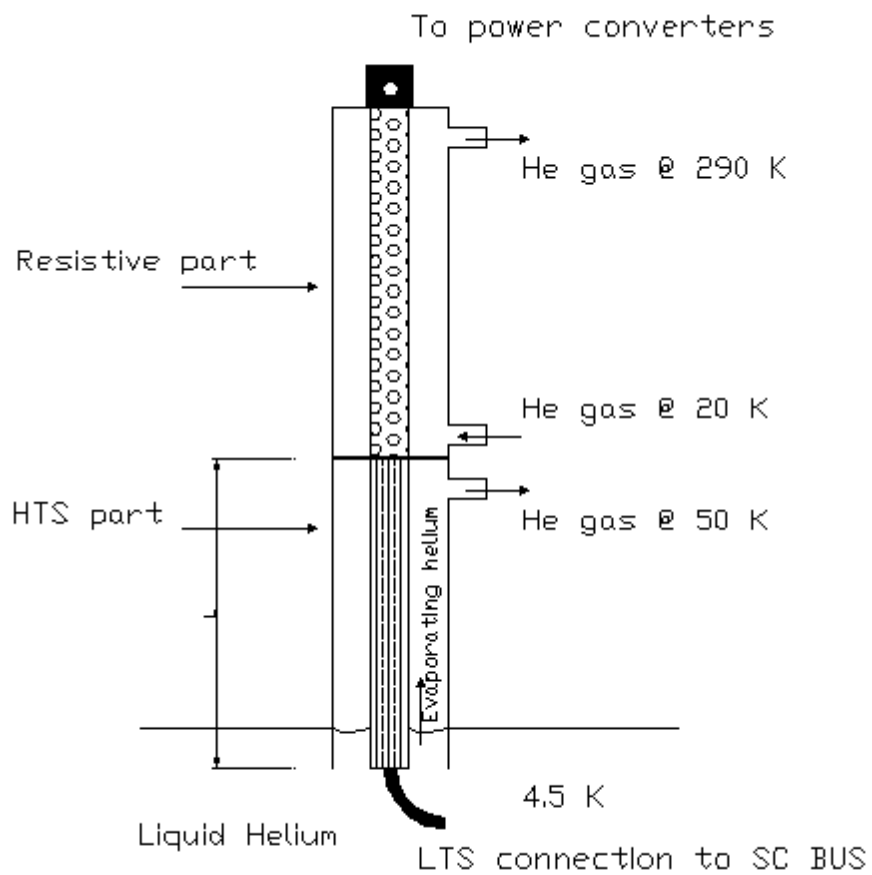 To power converters
He gas @ 290 K
Resistive part
He gas @ 20 K
HTS part
He gas @ 50 K
Evaporating helium
L
4.5 K
Liquid Helium
LTS connection to SC BUS